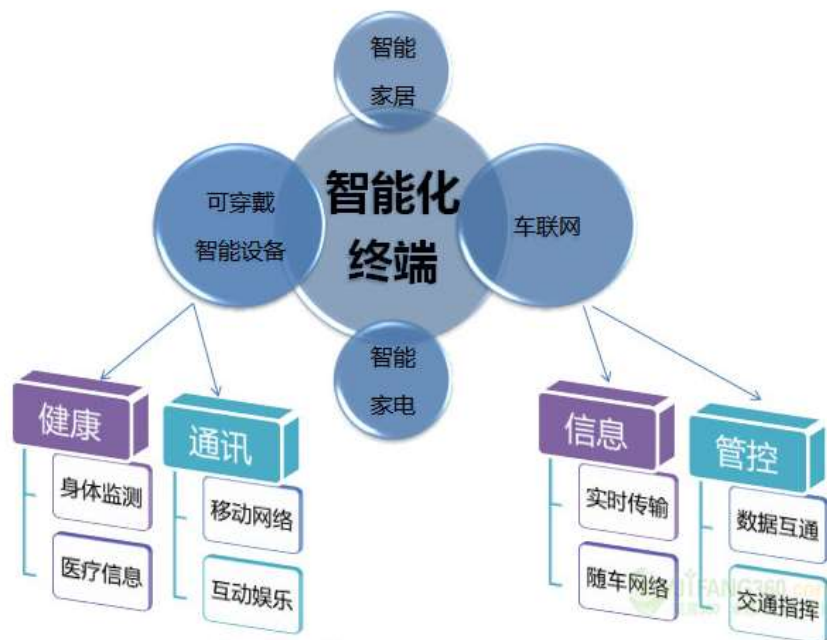 智能
家居
可穿戴
智能设备
智能化
终端
车联网
智能
家电
健康
身体监测
医疗信息
通讯
移动网络
互动娱乐
信息
实时传输
随车网络
管控
数据互通
交通指挥